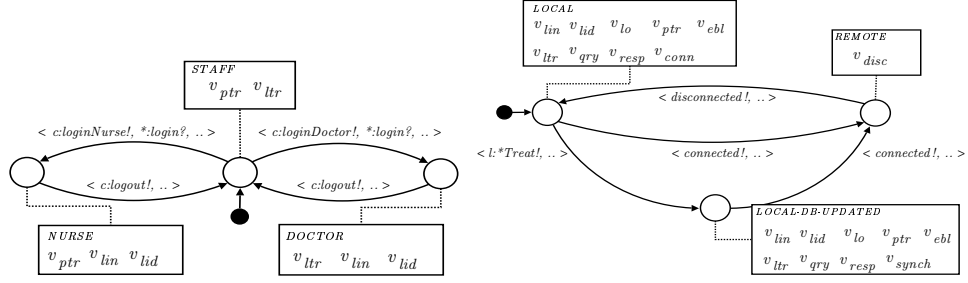 STAFF
v ptr v ltr
< c:loginNurse!, *:login?, .. >
< c:loginDoctor!, *:login?, .. >
< c:logout!, .. >
< c:logout!, .. >
NURSE
v ptr v lin v lid
DOCTOR
v ltr v lin v lid
LOCAL
v lin v lid v lo v ptr v ebl
v ltr v qry v resp v conn
REMOTE
v disc
< disconnected!, .. >
< l:*Treat!, .. >
< connected!, .. >
< connected!, .. >
LOCAL-DB-UPDATED
v lin v lid v lo v ptr v ebl
v ltr v qry v resp v synch